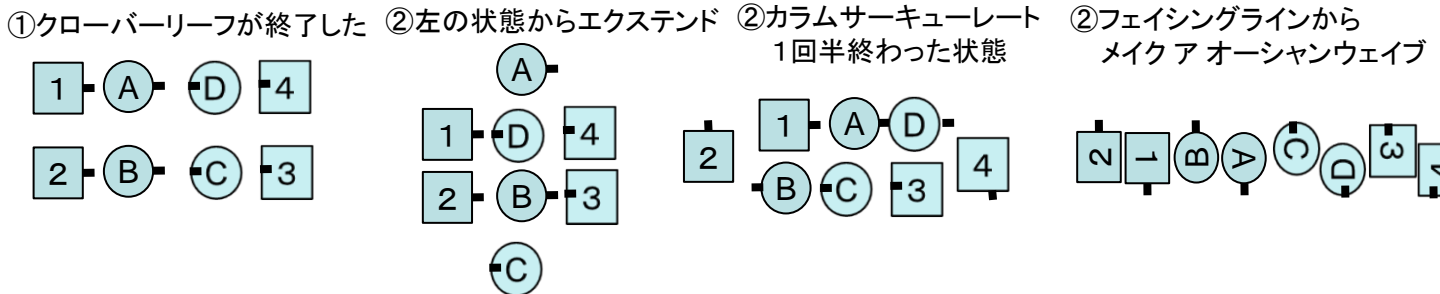 ①クローバーリーフが終了した
1 A D 4
2 B C 3
②左の状態からエクステンド
A
1 D 4
2 B 3
C
②カラムサーキューレート
１回半終わった状態
2 1 A D 4
B C 3
②フェイシングラインから
メイク ア オーシャンウェイブ
2 1 B A C D 3 4